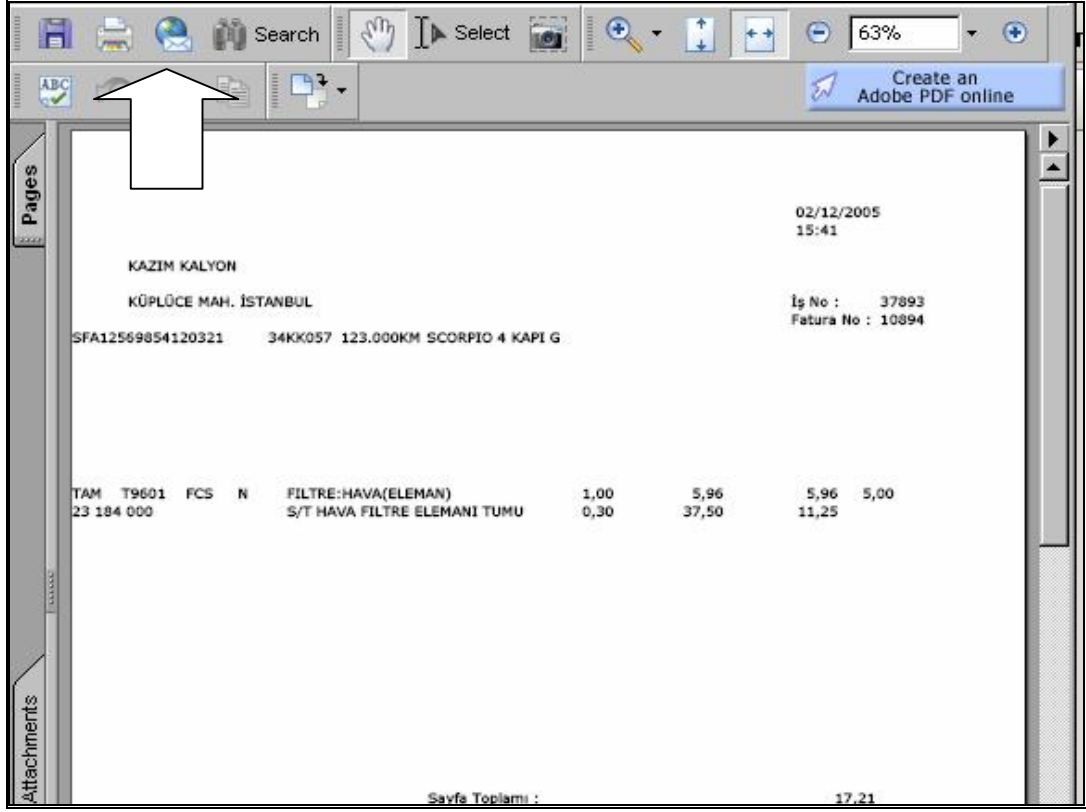 Search Select 63%
ABC Create an
Adobe PDF online
Pages
02/12/2005
15:41
KAZIM KALYON
KÜPLÜCE MAH. İSTANBUL İş No : 37893
Fatura No : 10894
SFA12569854120321 34KK057 123.000KM SCORPIO 4 KAPI G
TAM T9601 FCS N FILTRE:HAVA(ELEMAN) 1,00 5,96 5,96 5,00
23 184 000 S/T HAVA FILTRE ELEMANI TUMU 0,30 37,50 11,25
Attachments
Sayfa Toplamı : 17,21